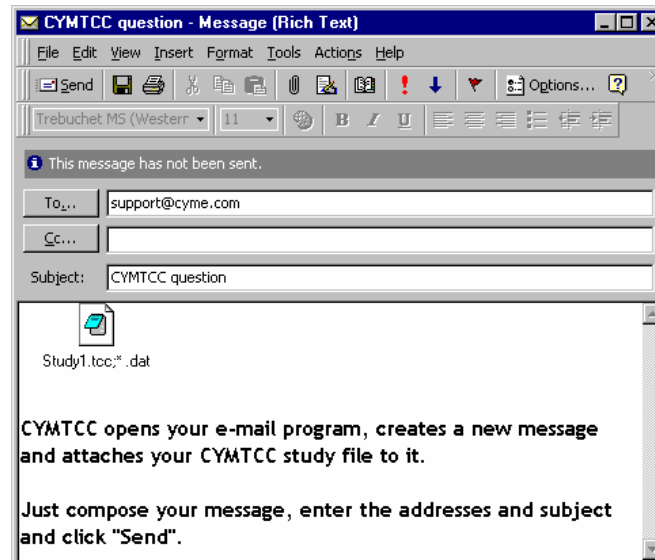 CYMTCC question - Message (Rich Text)
File Edit View Insert Format Tools Actions Help
Send Options...
Trebuchet MS (Westerr 11 B I U
This message has not been sent.
To... support@cyme.com
Cc...
Subject: CYMTCC question
Study1.tcc;* .dat
CYMTCC opens your e-mail program, creates a new message
and attaches your CYMTCC study file to it.
Just compose your message, enter the addresses and subject
and click "Send".